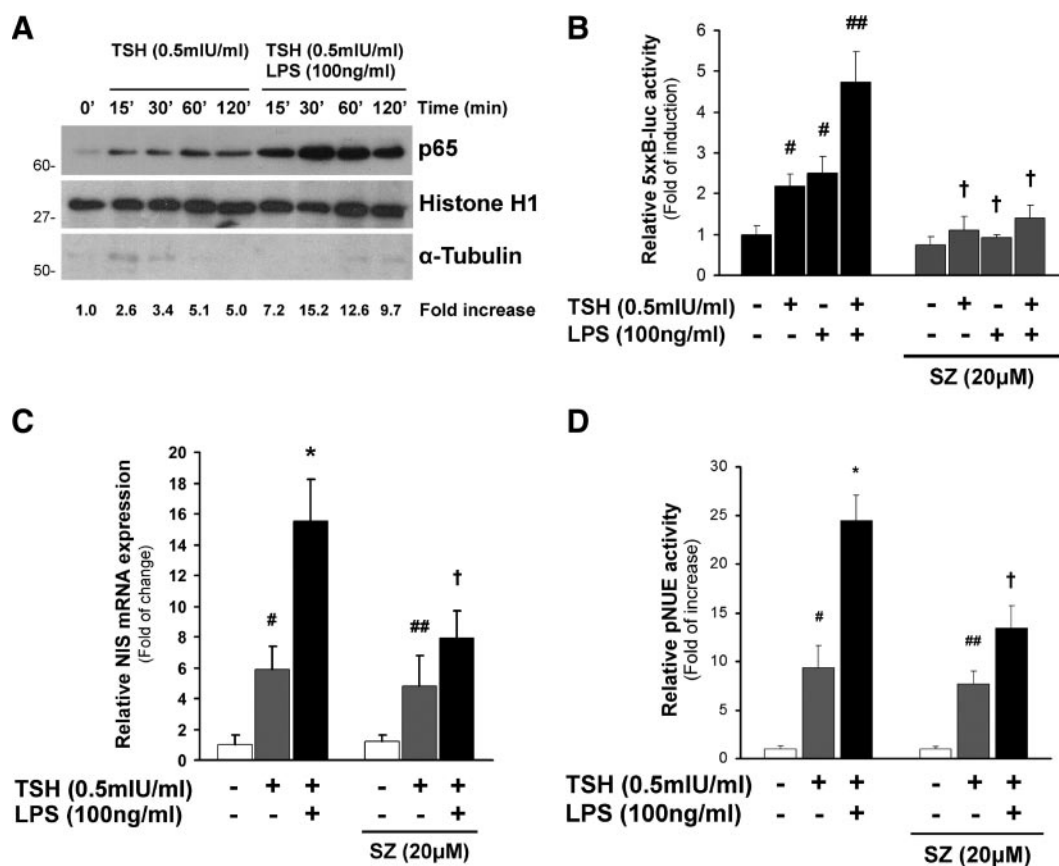 A
TSH (0.5mIU/ml)
TSH (0.5mIU/ml)
LPS (100ng/ml)
0’ 15’ 30’ 60’ 120’ 15’ 30’ 60’ 120’ Time (min)
60- p65
27- Histone H1
50- α-Tubulin
1.0 2.6 3.4 5.1 5.0 7.2 15.2 12.6 9.7 Fold increase
B
Relative 5xκB-luc activity
(Fold of induction)
6
5
4
3
2
1
0
# # ## † † †
TSH (0.5mIU/ml) - + - + - + - +
LPS (100ng/ml) - - + + - - + +
SZ (20µM)
C
Relative NIS mRNA expression
(Fold of change)
20
18
16
14
12
10
8
6
4
2
0
# * ## †
TSH (0.5mIU/ml) - + + - + +
LPS (100ng/ml) - - + - - +
SZ (20µM)
D
Relative pNUE activity
(Fold of increase)
30
25
20
15
10
5
0
# * ## †
TSH (0.5mIU/ml) - + + - + +
LPS (100ng/ml) - - + - - +
SZ (20µM)